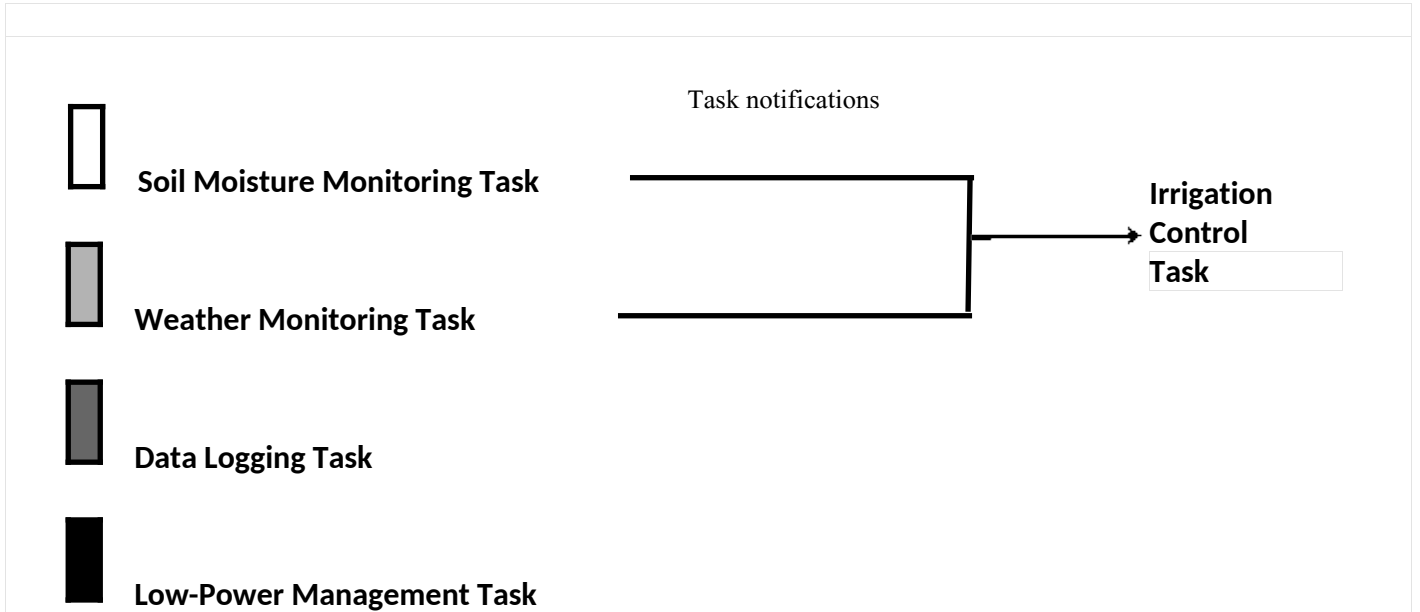 Task notifications
Soil Moisture Monitoring Task
Irrigation
Control
Task
Weather Monitoring Task
Data Logging Task
Low-Power Management Task